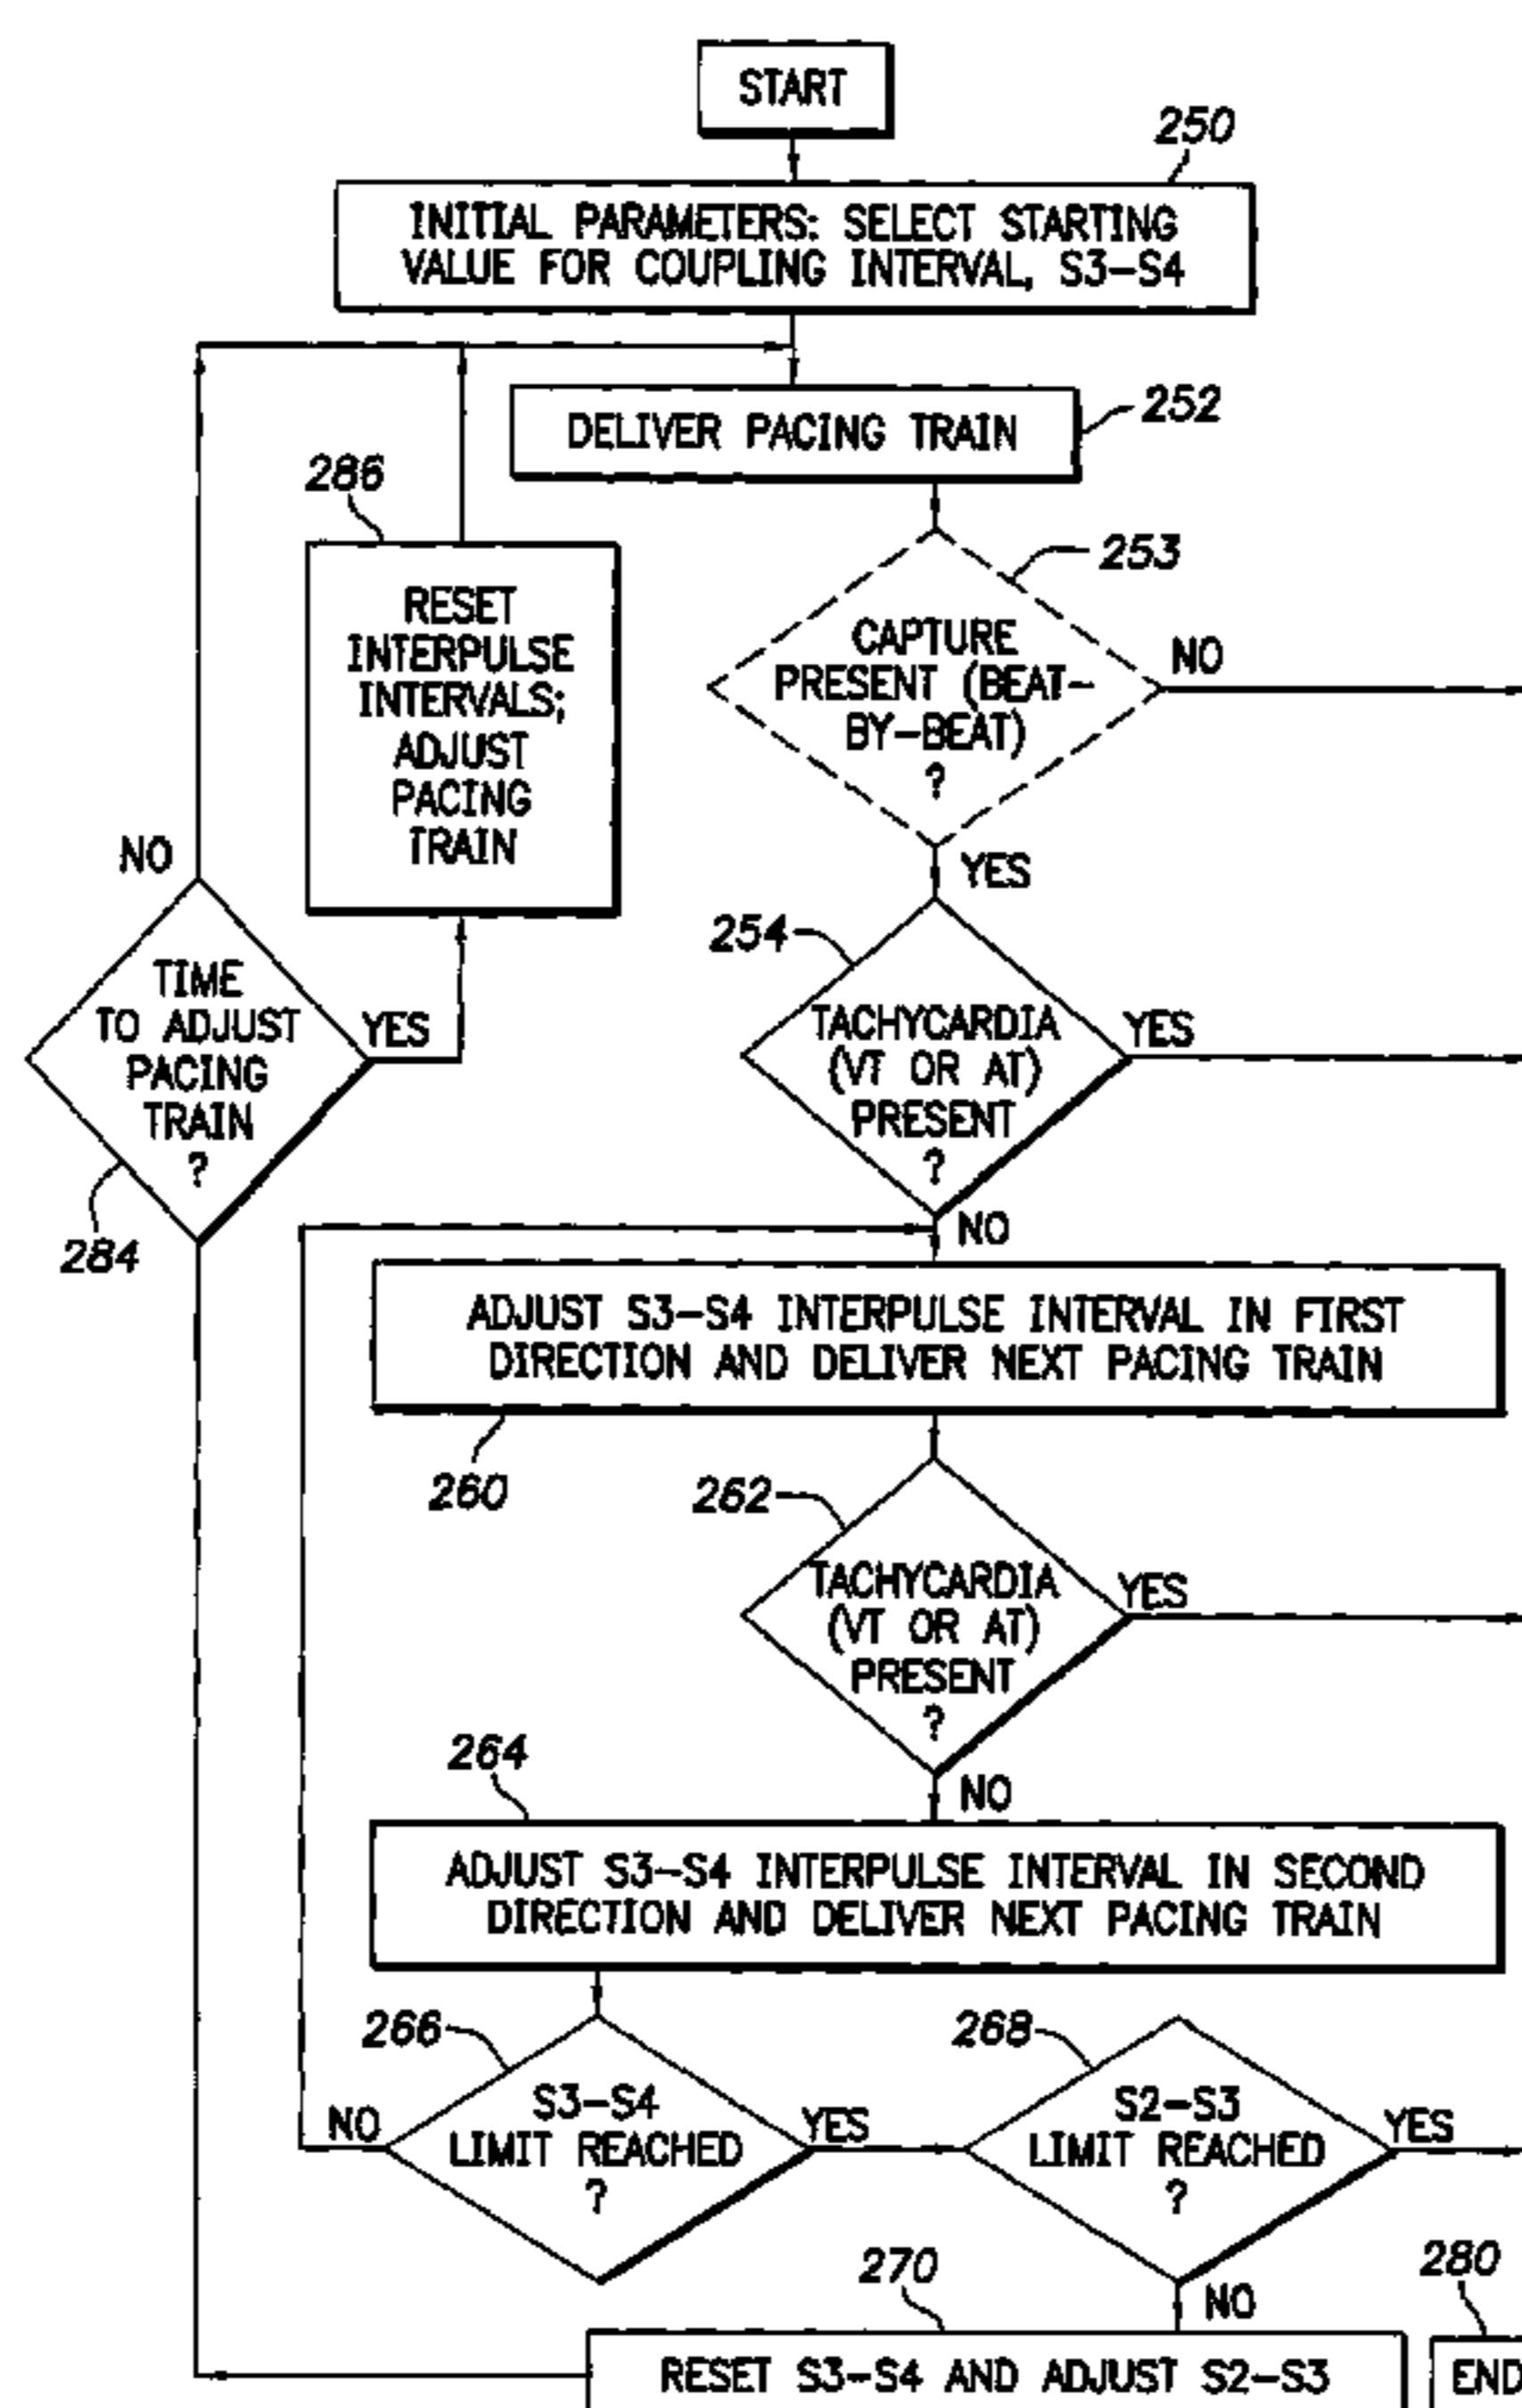 START
250
INITIAL PARAMETERS: SELECT STARTING
VALUE FOR COUPLING INTERVAL, S3-S4
DELIVER PACING TRAIN
252
286
RESET
INTERPULSE
INTERVALS;
ADJUST
PACING
TRAIN
253
CAPTURE
PRESENT (BEAT-
BY-BEAT)
?
NO
YES
NO
TIME
TO ADJUST
PACING
TRAIN
?
YES
284
254
TACHYCARDIA
(VT OR AT)
PRESENT
?
YES
NO
ADJUST S3-S4 INTERPULSE INTERVAL IN FIRST
DIRECTION AND DELIVER NEXT PACING TRAIN
260
262
TACHYCARDIA
(VT OR AT)
PRESENT
?
YES
NO
264
ADJUST S3-S4 INTERPULSE INTERVAL IN SECOND
DIRECTION AND DELIVER NEXT PACING TRAIN
266
S3-S4
LIMIT REACHED
?
NO
YES
268
S2-S3
LIMIT REACHED
?
YES
NO
270
RESET S3-S4 AND ADJUST S2-S3
280
END